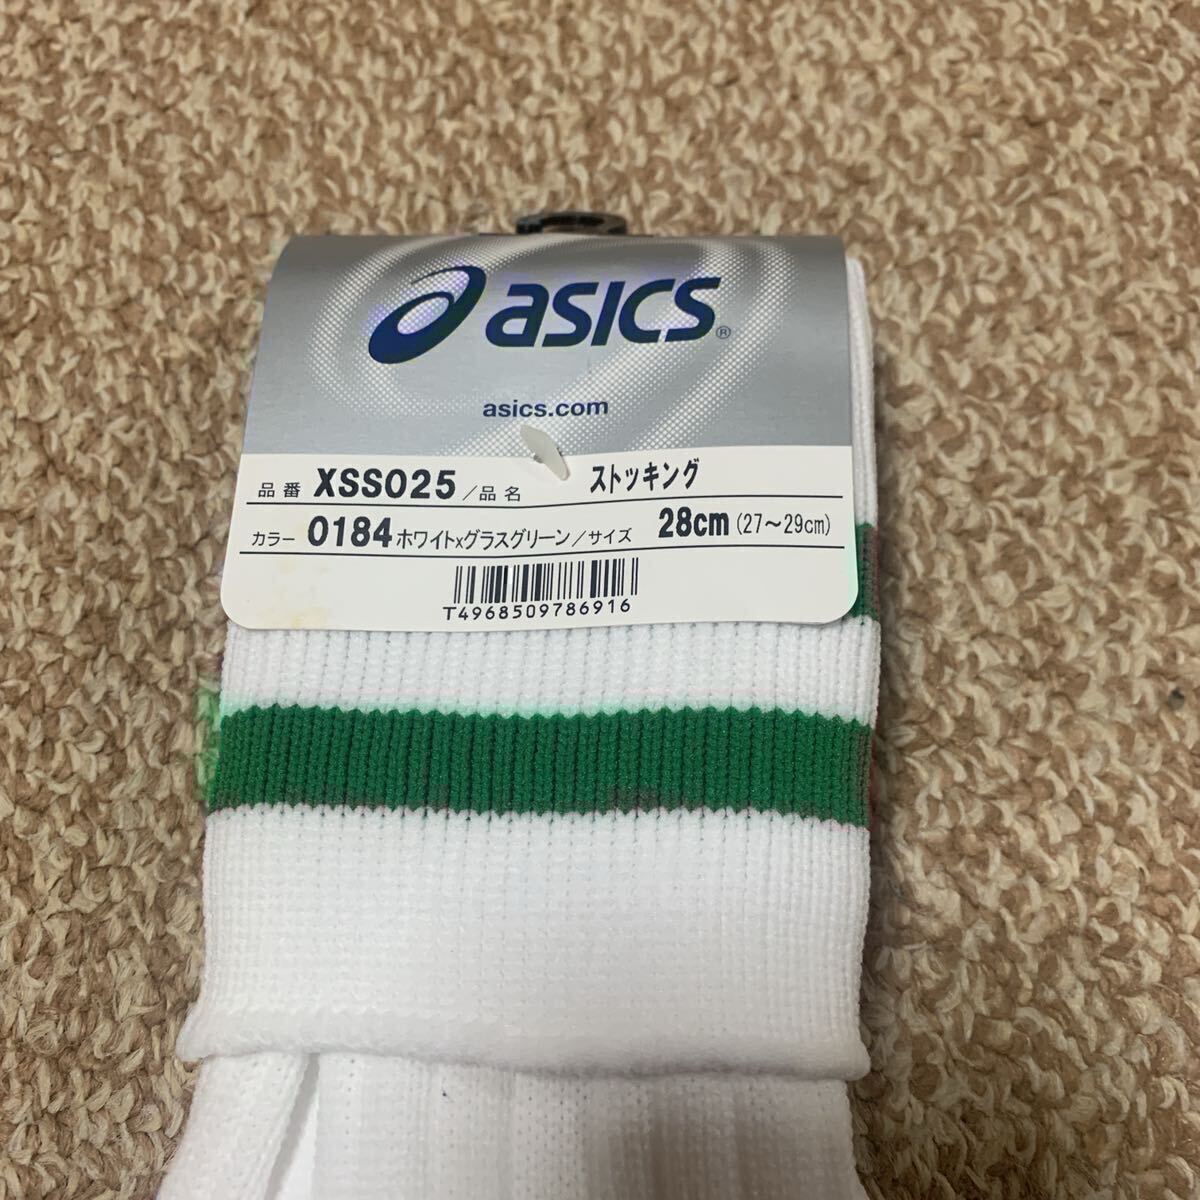 asics®
asics.com
品番 XSS025 /品名 ストッキング
カラー 0184 ホワイト×グラスグリーン/サイズ 28cm (27～29cm)
T4968509786916